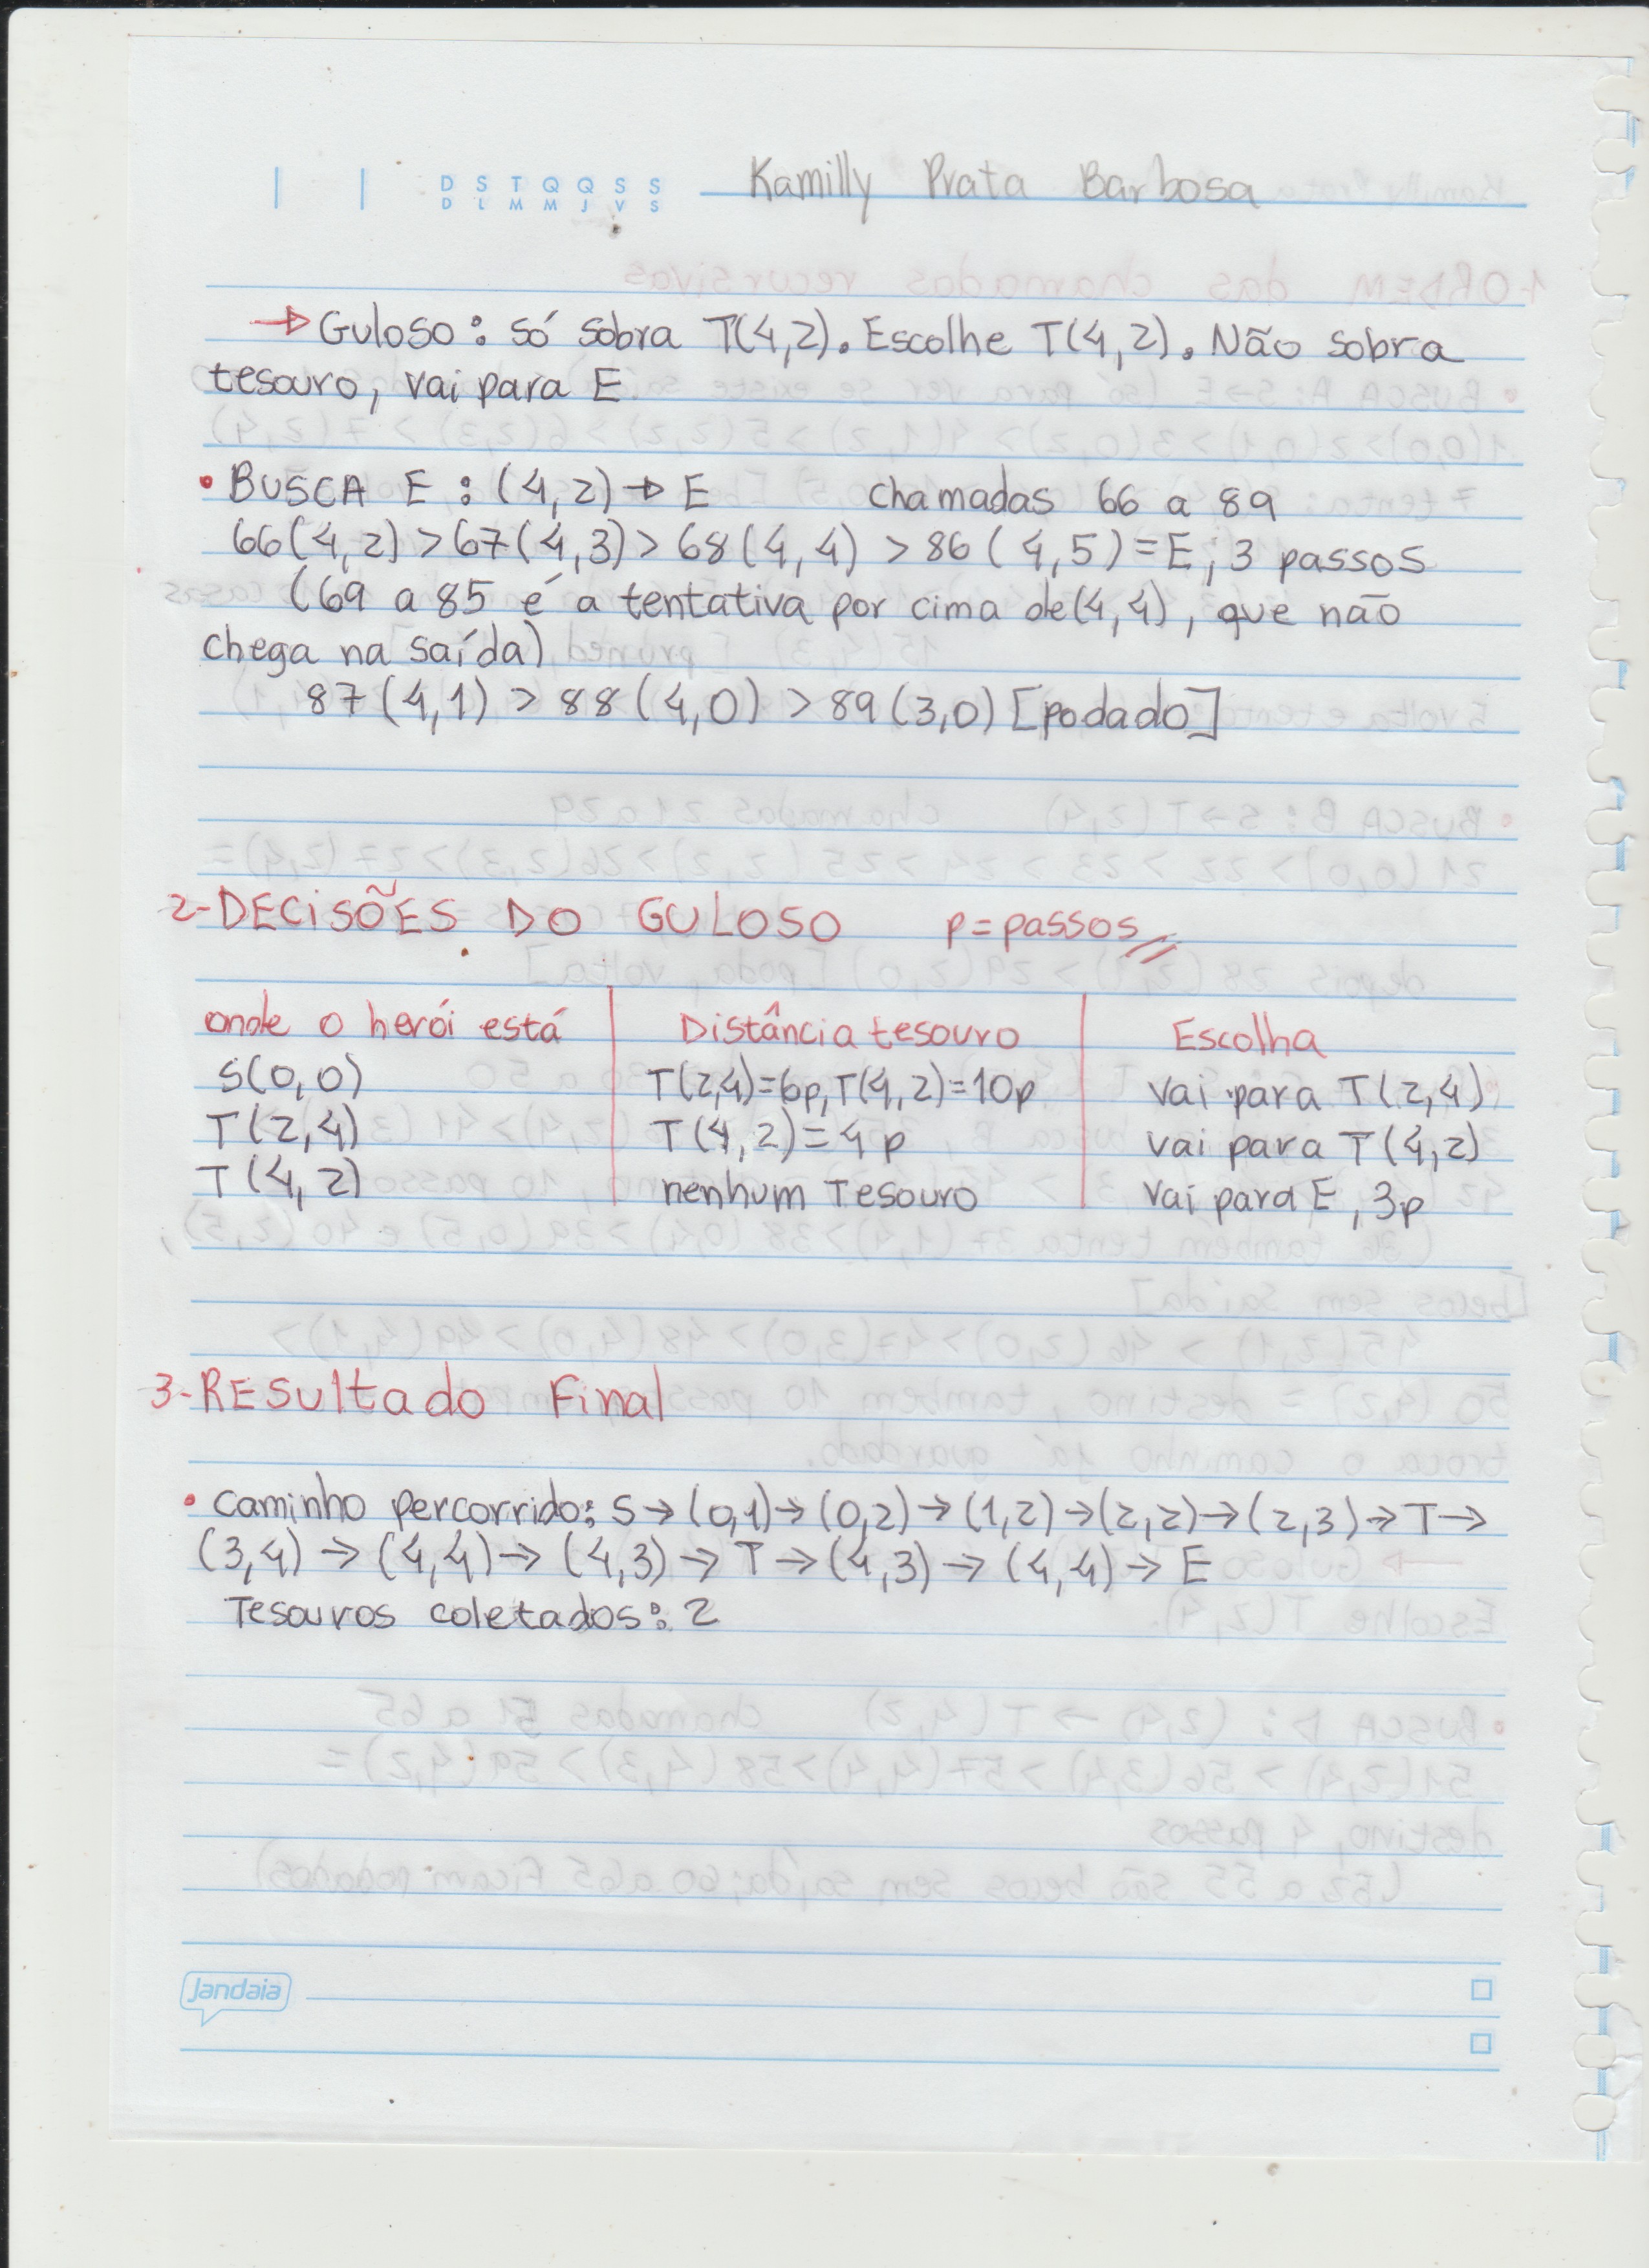 D S T Q Q S S
D L M M J V S
Kamilly Prata Barbosa
→ Guloso: só sobra T(4,2). Escolhe T(4,2). Não sobra
tesouro, vai para E
• BUSCA E: (4,2) → E chamadas 66 a 89
66(4,2) > 67(4,3) > 68(4,4) > 86(4,5) = E; 3 passos
(69 a 85 é a tentativa por cima de (4,4), que não
chega na saída)
87(4,1) > 88(4,0) > 89(3,0) [podado]
2-DECISÕES DO GULOSO p=passos
onde o herói está Distância tesouro Escolha
S(0,0) T(2,4)=6p, T(4,2)=10p vai para T(2,4)
T(2,4) T(4,2)=4p vai para T(4,2)
T(4,2) nenhum Tesouro vai para E, 3p
3-RESultado Final
• caminho percorrido: S→(0,1)→(0,2)→(1,2)→(2,2)→(2,3)→T→
(3,4)→(4,4)→(4,3)→T→(4,3)→(4,4)→E
Tesouros coletados: 2
Jandaia